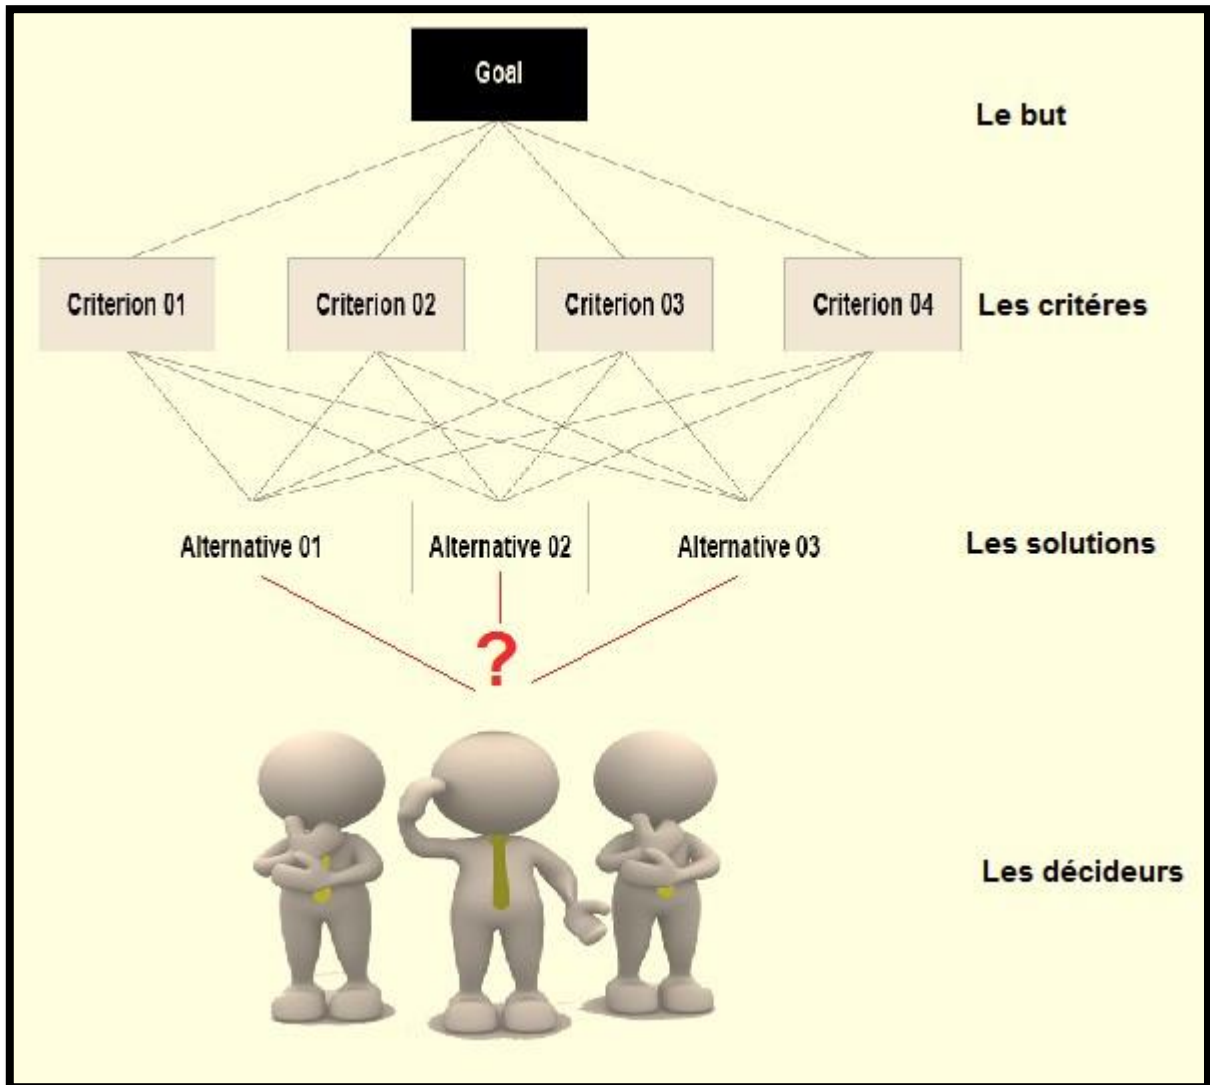 Goal
Le but
Criterion 01
Criterion 02
Criterion 03
Criterion 04
Les critéres
Alternative 01
Alternative 02
Alternative 03
Les solutions
?
Les décideurs